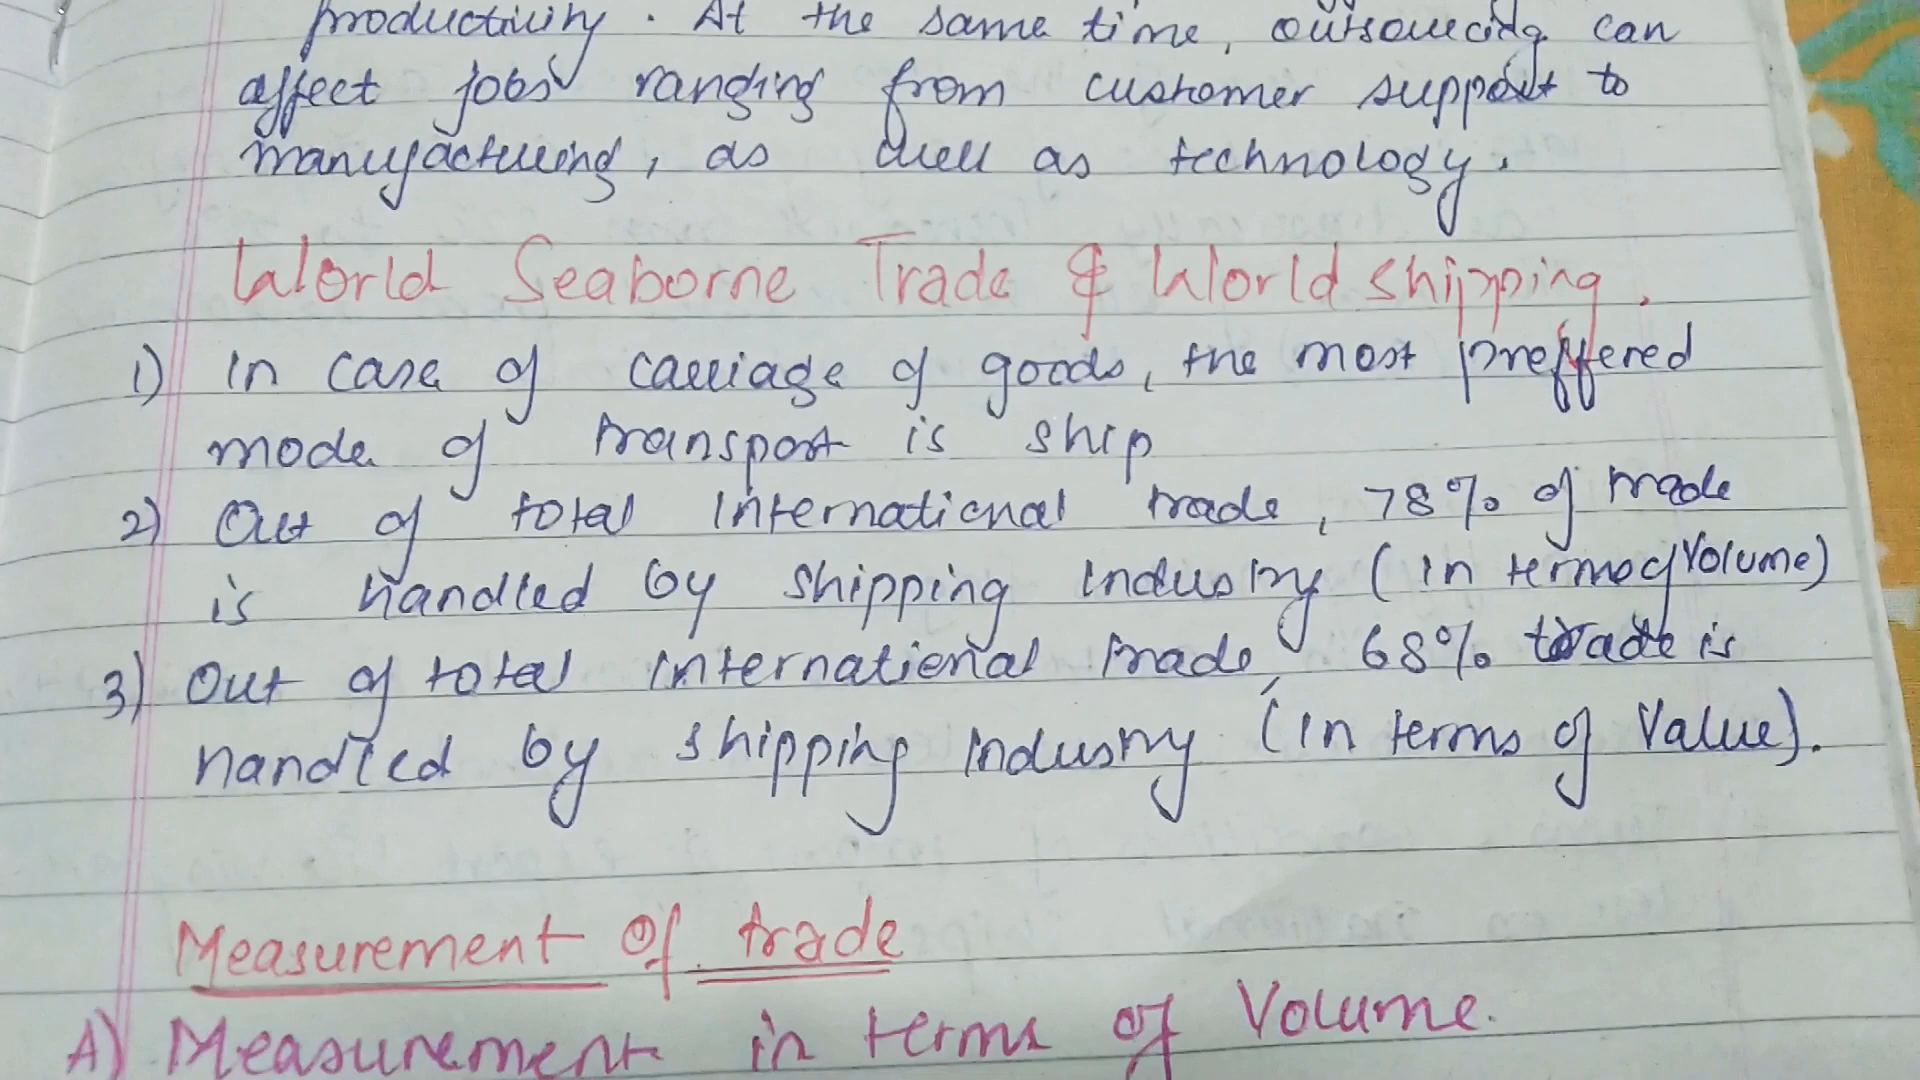 productivity. At the same time, outsourcing can
affect jobs ranging from customer support to
manufacturing, as well as technology.
World Seaborne Trade & World shipping.
1) In case of carriage of goods, the most preffered
mode of transport is ship
2) Out of total International trade, 78% of trade
is handled by shipping industry (in terms of Volume)
3) Out of total international trade, 68% trade is
handled by shipping industry (in terms of Value).
Measurement Of trade
A) Measurement in terms of Volume.